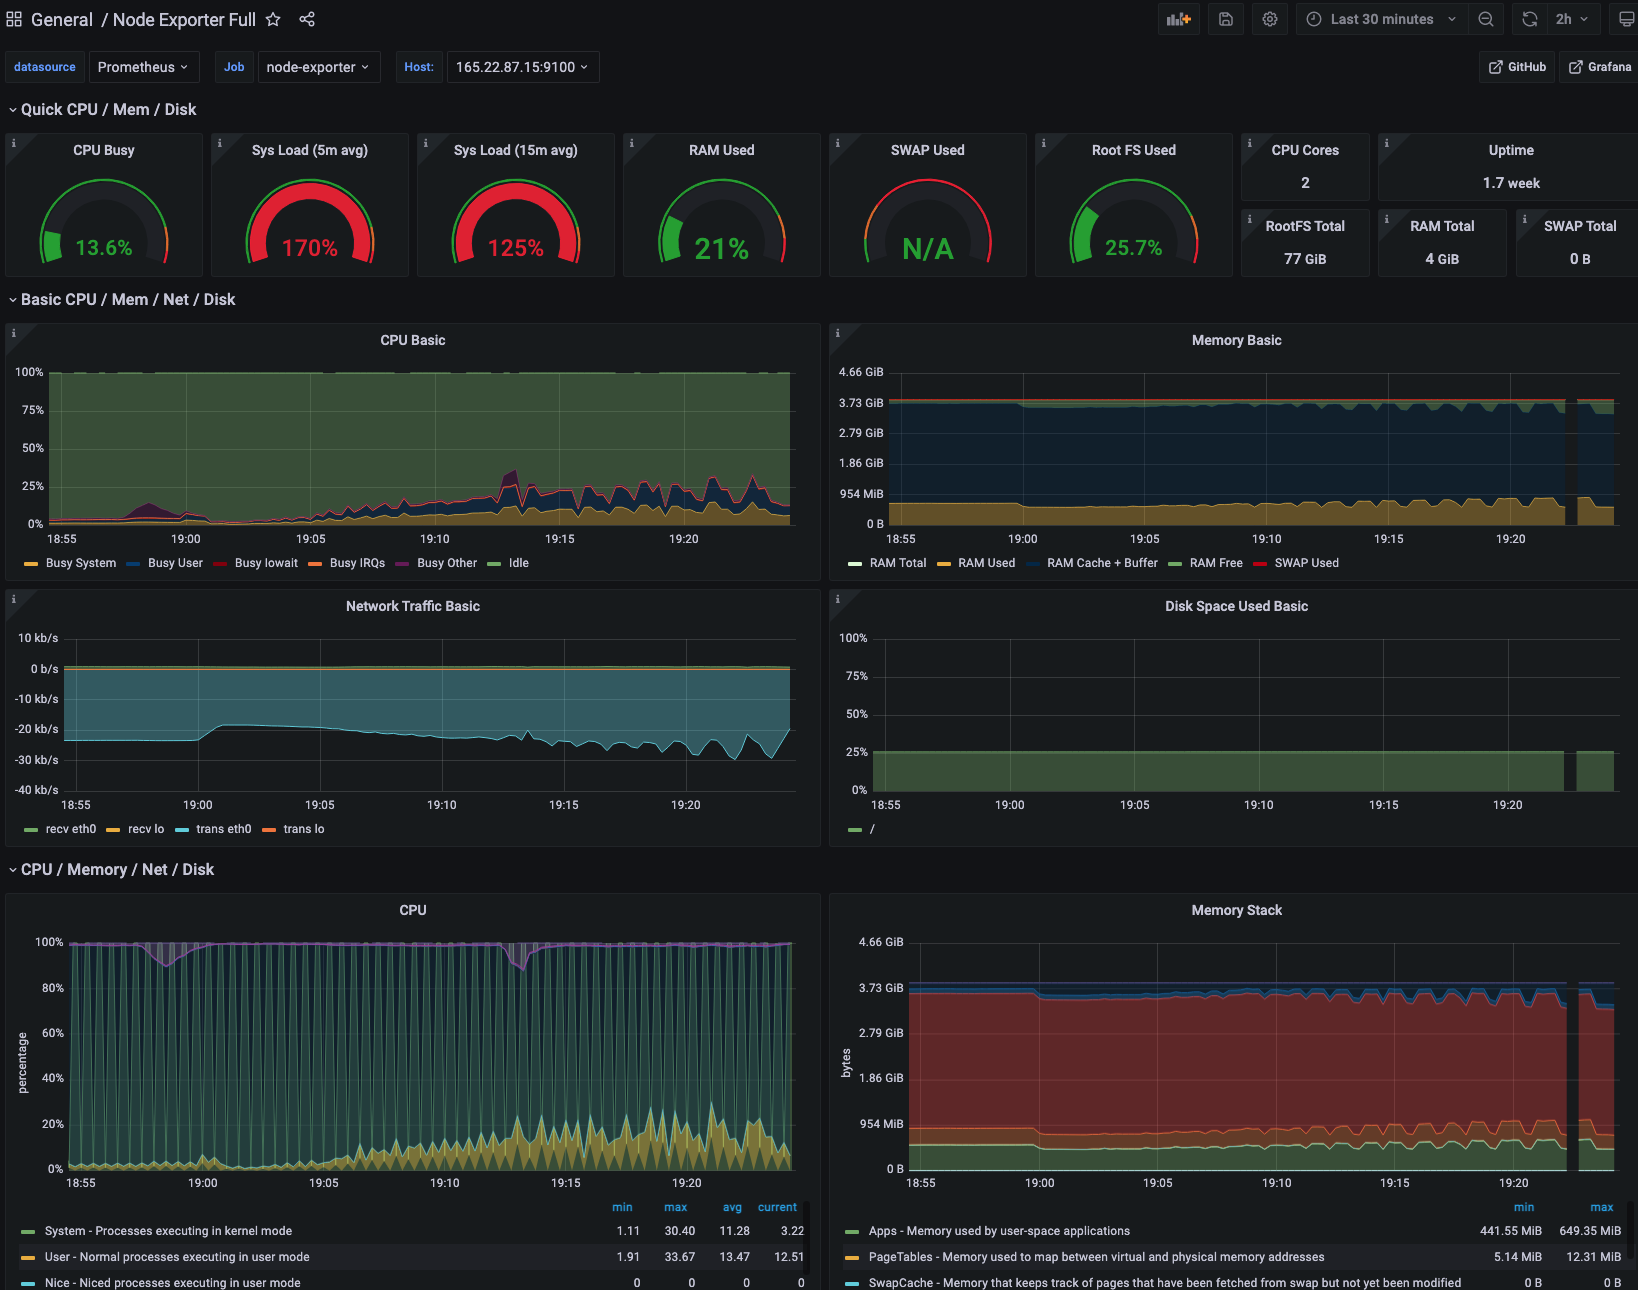 General / Node Exporter Full
Last 30 minutes
2h
datasource Prometheus Job node-exporter Host: 165.22.87.15:9100
GitHub Grafana
Quick CPU / Mem / Disk
CPU Busy
13.6%
Sys Load (5m avg)
170%
Sys Load (15m avg)
125%
RAM Used
21%
SWAP Used
N/A
Root FS Used
25.7%
CPU Cores
2
Uptime
1.7 week
RootFS Total
77 GiB
RAM Total
4 GiB
SWAP Total
0 B
Basic CPU / Mem / Net / Disk
CPU Basic
100%
75%
50%
25%
0%
18:55 19:00 19:05 19:10 19:15 19:20
Busy System Busy User Busy Iowait Busy IRQs Busy Other Idle
Memory Basic
4.66 GiB
3.73 GiB
2.79 GiB
1.86 GiB
954 MiB
0 B
18:55 19:00 19:05 19:10 19:15 19:20
RAM Total RAM Used RAM Cache + Buffer RAM Free SWAP Used
Network Traffic Basic
10 kb/s
0 b/s
-10 kb/s
-20 kb/s
-30 kb/s
-40 kb/s
18:55 19:00 19:05 19:10 19:15 19:20
recv eth0 recv lo trans eth0 trans lo
Disk Space Used Basic
100%
75%
50%
25%
0%
18:55 19:00 19:05 19:10 19:15 19:20
/
CPU / Memory / Net / Disk
CPU
percentage
100%
80%
60%
40%
20%
0%
18:55 19:00 19:05 19:10 19:15 19:20
min max avg current
System - Processes executing in kernel mode 1.11 30.40 11.28 3.22
User - Normal processes executing in user mode 1.91 33.67 13.47 12.51
Nice - Niced processes executing in user mode 0 0 0 0
Memory Stack
bytes
4.66 GiB
3.73 GiB
2.79 GiB
1.86 GiB
954 MiB
0 B
18:55 19:00 19:05 19:10 19:15 19:20
min max
Apps - Memory used by user-space applications 441.55 MiB 649.35 MiB
PageTables - Memory used to map between virtual and physical memory addresses 5.14 MiB 12.31 MiB
SwapCache - Memory that keeps track of pages that have been fetched from swap but not yet been modified 0 B 0 B